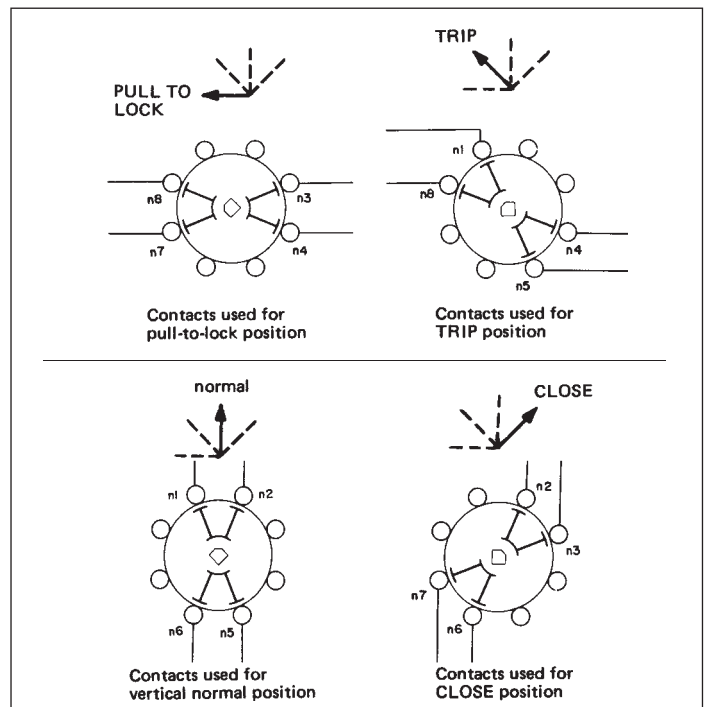 TRIP
PULL TO
LOCK
n1
n8
n3
n8
n7
n4
n4
n5
Contacts used for
pull-to-lock position
Contacts used for
TRIP position
normal
CLOSE
n1
n2
n2
n3
n7
n6
n5
n6
Contacts used for
vertical normal position
Contacts used for
CLOSE position